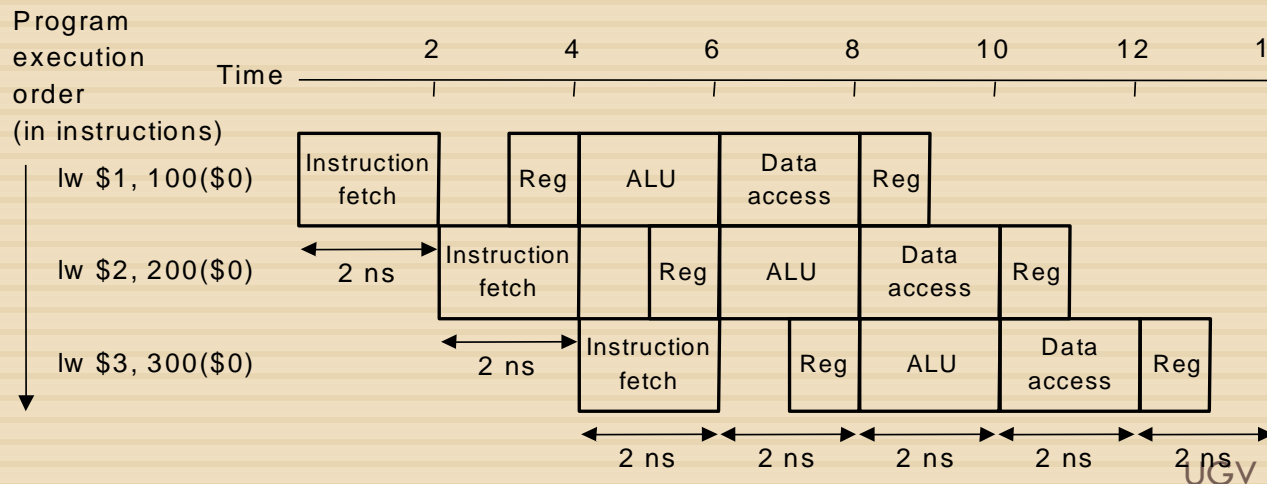 Program
execution
order
(in instructions)
Time
2 4 6 8 10 12 1
lw $1, 100($0)
Instruction
fetch
Reg
ALU
Data
access
Reg
2 ns
lw $2, 200($0)
Instruction
fetch
Reg
ALU
Data
access
Reg
2 ns
lw $3, 300($0)
Instruction
fetch
Reg
ALU
Data
access
Reg
2 ns 2 ns 2 ns 2 ns 2 ns
UGV